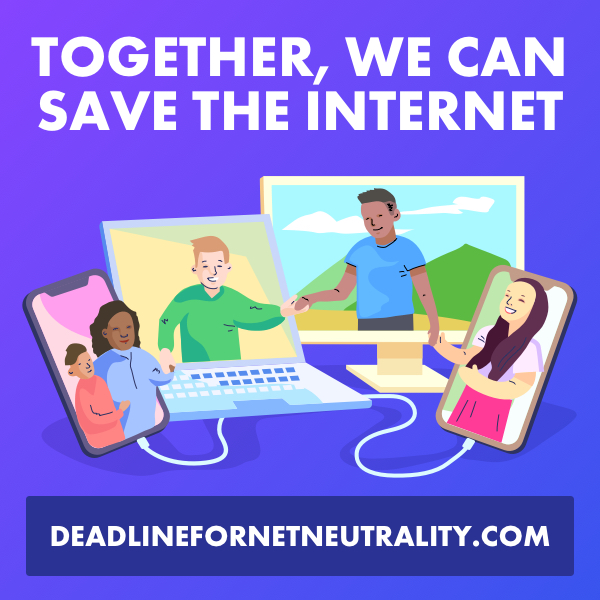 TOGETHER, WE CAN
SAVE THE INTERNET
DEADLINEFORNETNEUTRALITY.COM